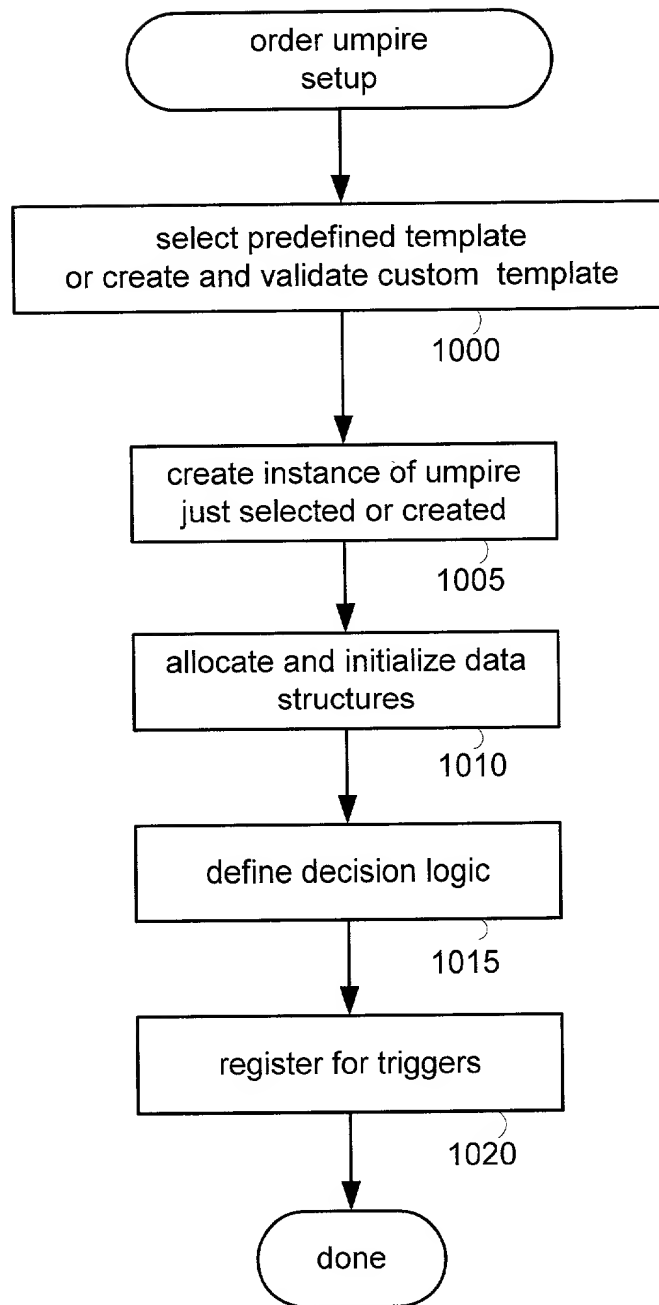 order umpire
setup
select predefined template
or create and validate custom template
1000
create instance of umpire
just selected or created
1005
allocate and initialize data
structures
1010
define decision logic
1015
register for triggers
1020
done